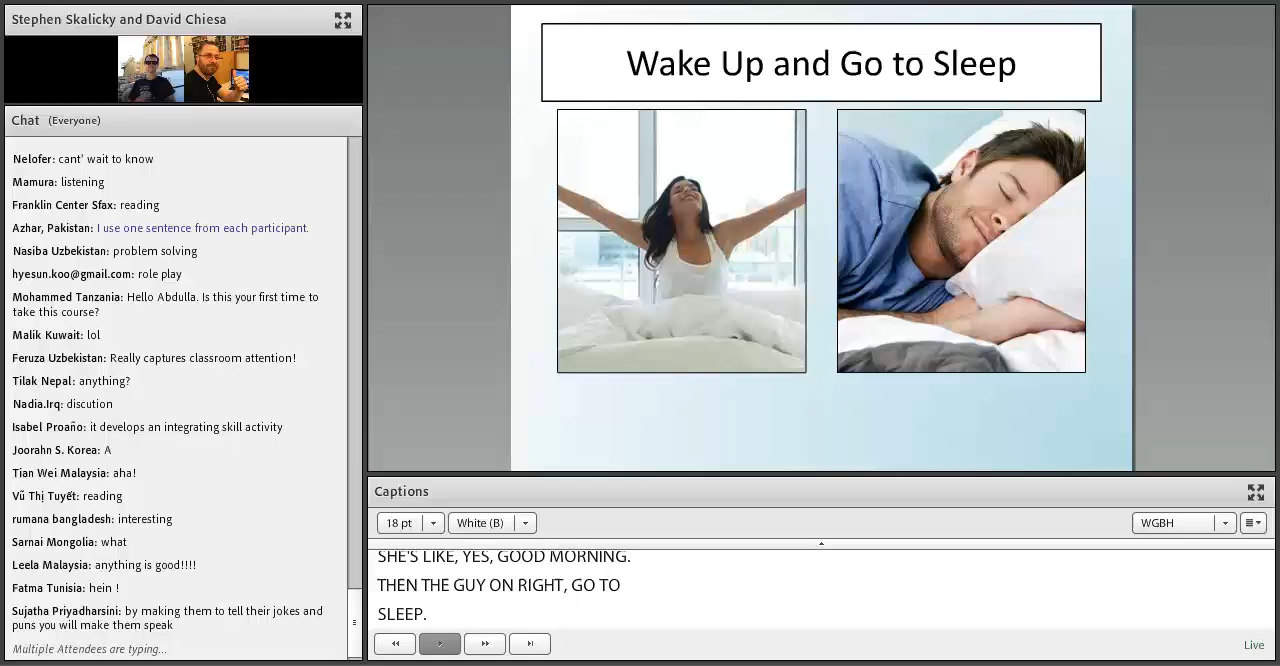 Stephen Skalicky and David Chiesa
Chat (Everyone)
Nelofer: cant' wait to know
Mamura: listening
Franklin Center Sfax: reading
Azhar, Pakistan: I use one sentence from each participant.
Nasiba Uzbekistan: problem solving
hyesun.koo@gmail.com: role play
Mohammed Tanzania: Hello Abdulla. Is this your first time to
take this course?
Malik Kuwait: lol
Feruza Uzbekistan: Really captures classroom attention!
Tilak Nepal: anything?
Nadia.Irq: discution
Isabel Proaño: it develops an integrating skill activity
Joorahn S. Korea: A
Tian Wei Malaysia: aha!
Vũ Thị Tuyết: reading
rumana bangladesh: interesting
Sarnai Mongolia: what
Leela Malaysia: anything is good!!!!
Fatma Tunisia: hein !
Sujatha Priyadharsini: by making them to tell their jokes and
puns you will make them speak
Multiple Attendees are typing...
Wake Up and Go to Sleep
Captions
18 pt
White (B)
WGBH
SHE'S LIKE, YES, GOOD MORNING.
THEN THE GUY ON RIGHT, GO TO
SLEEP.
Live